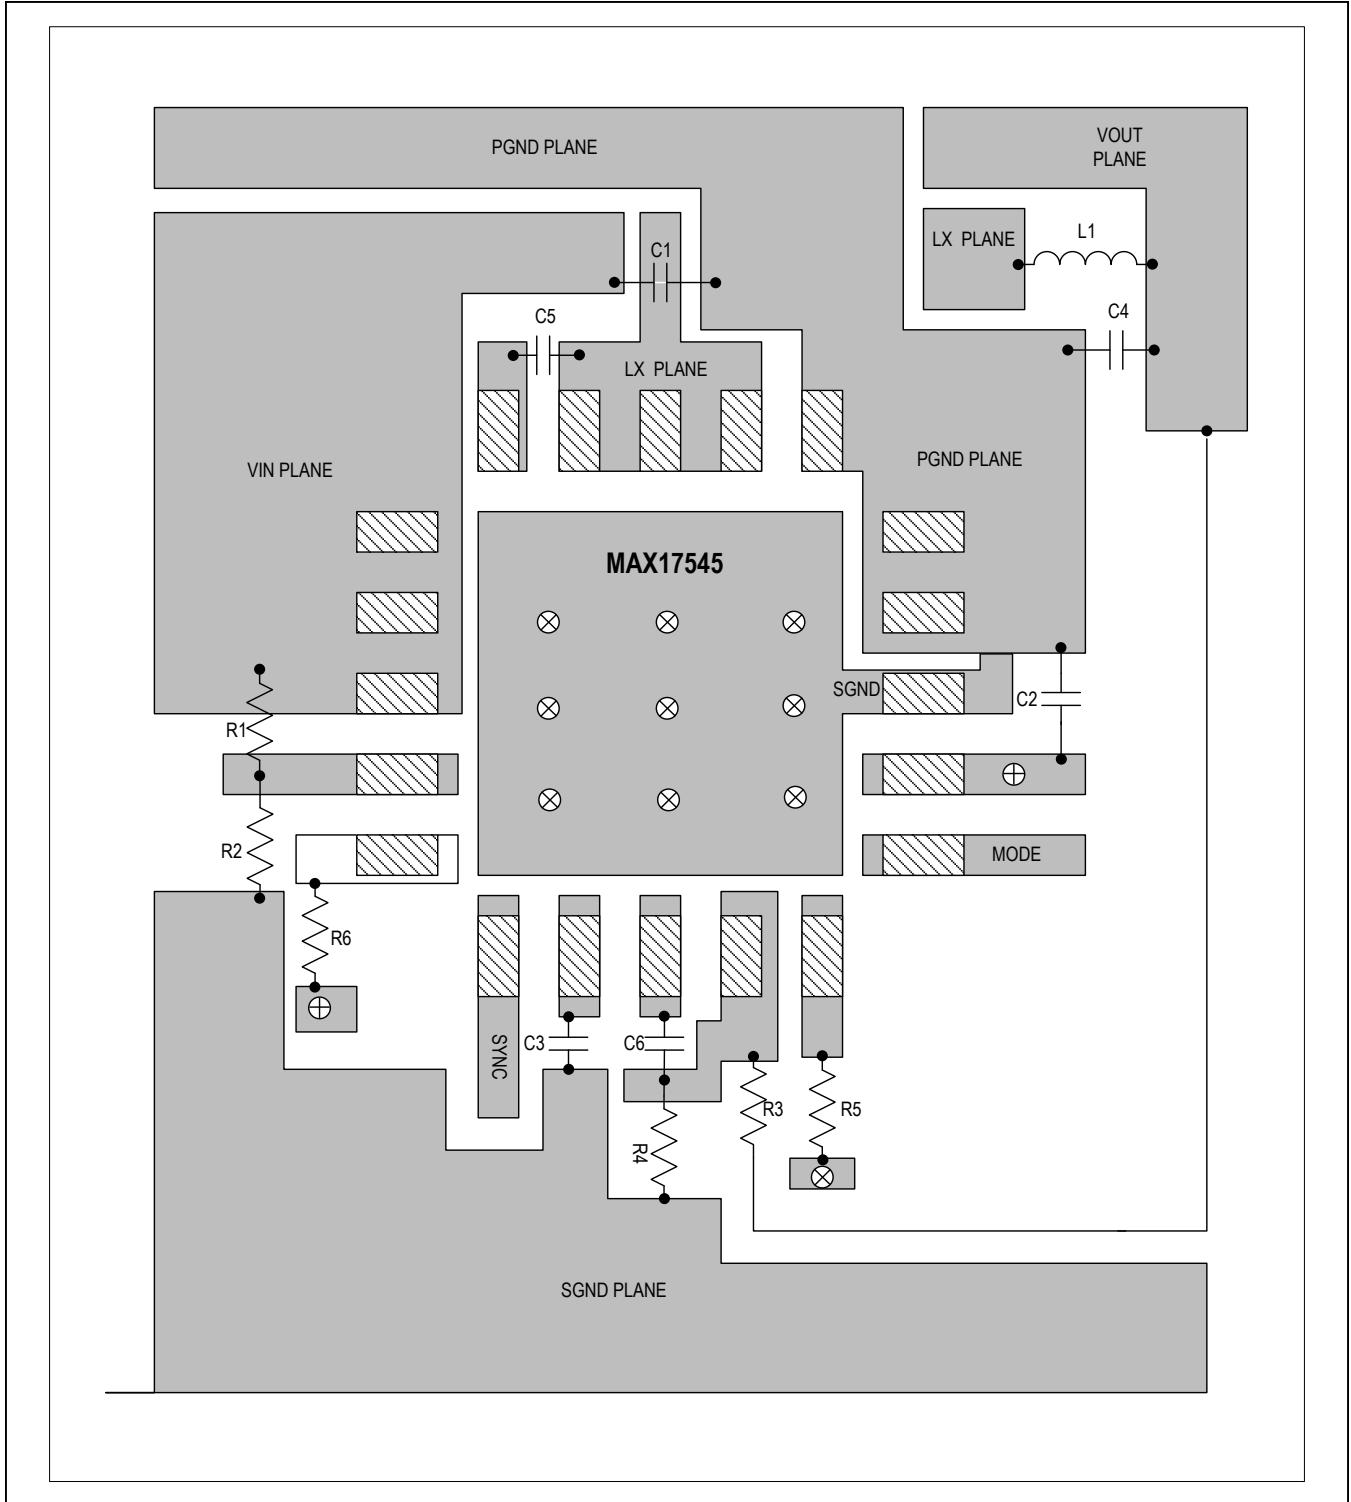 PGND PLANE
VOUT
PLANE
LX PLANE
L1
C1
C5
C4
LX PLANE
VIN PLANE
PGND PLANE
MAX17545
SGND
C2
R1
R2
MODE
R6
SYNC
C3
C6
R3
R5
R4
SGND PLANE